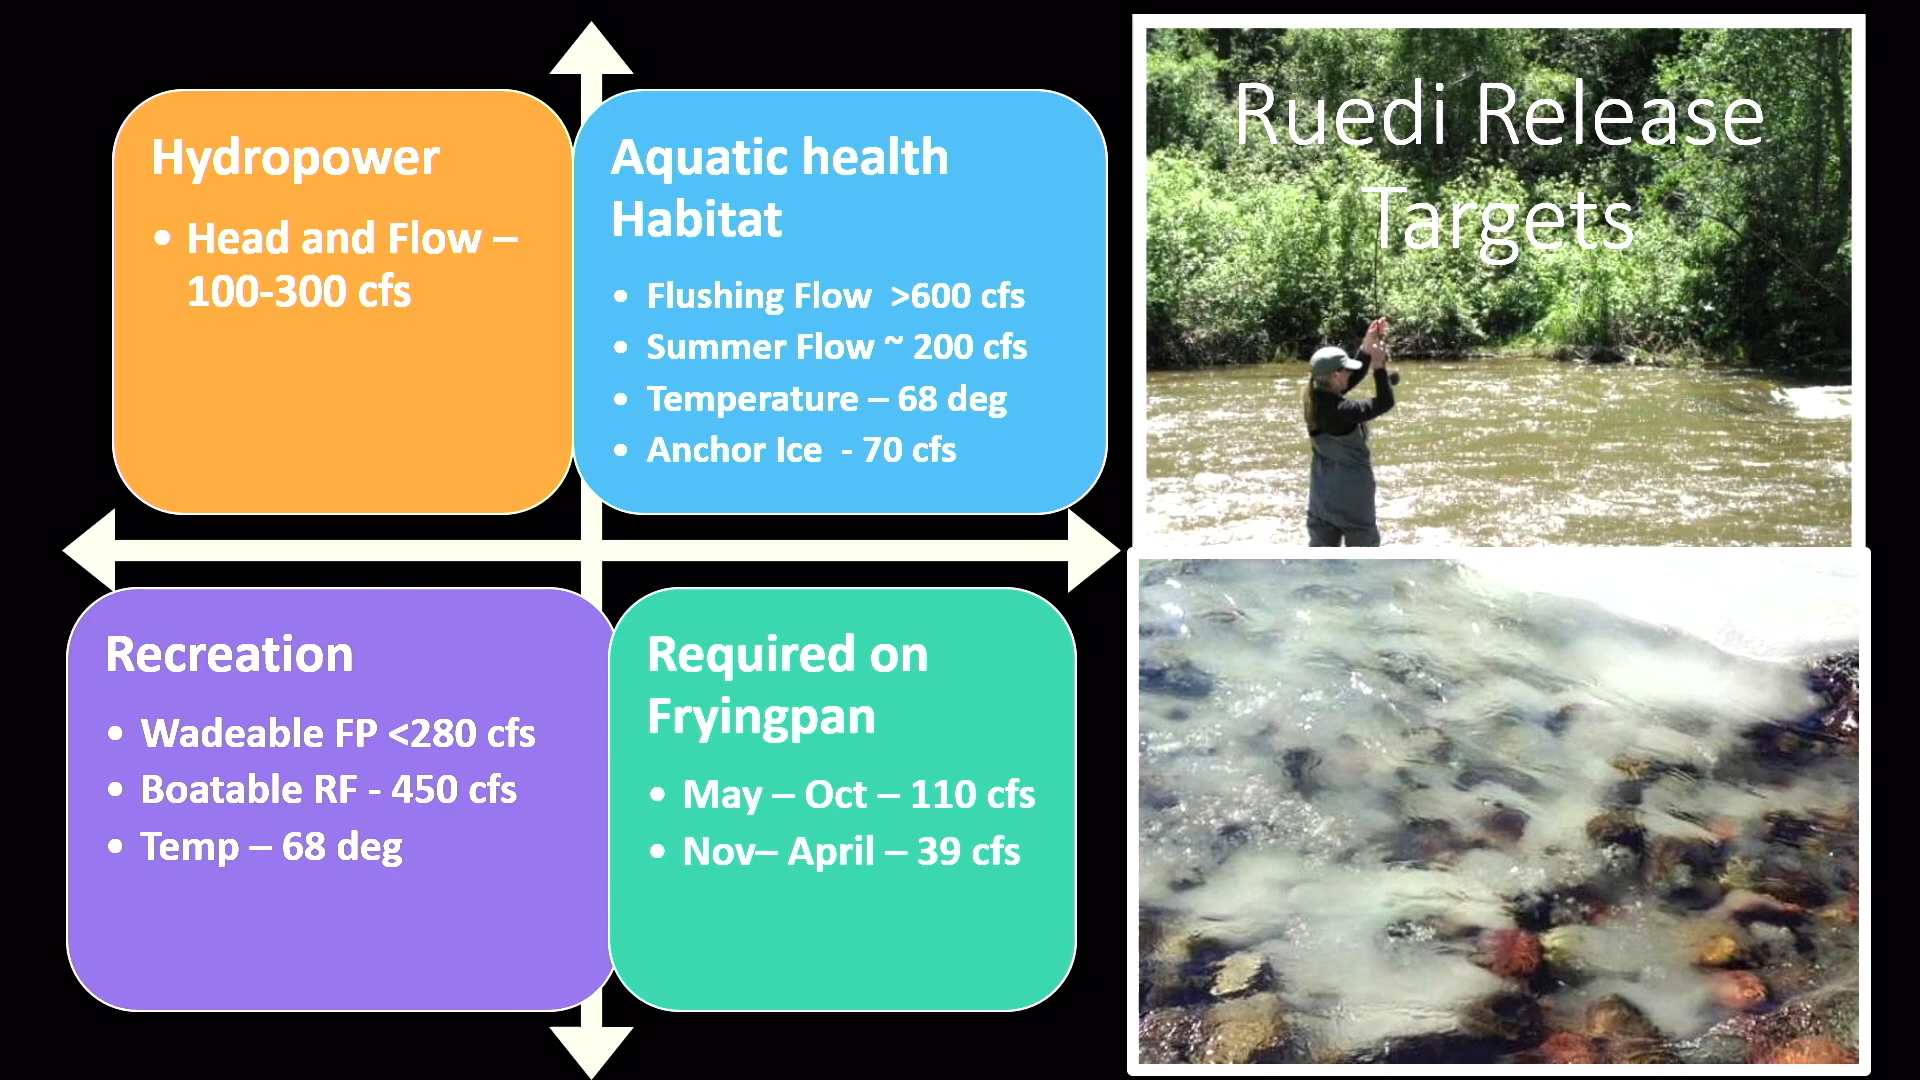 Hydropower
• Head and Flow –
100-300 cfs
Aquatic health
Habitat
• Flushing Flow  >600 cfs
• Summer Flow ~ 200 cfs
• Temperature – 68 deg
• Anchor Ice  - 70 cfs
Recreation
• Wadeable FP <280 cfs
• Boatable RF - 450 cfs
• Temp – 68 deg
Required on
Fryingpan
• May – Oct – 110 cfs
• Nov– April – 39 cfs
Ruedi Release
Targets